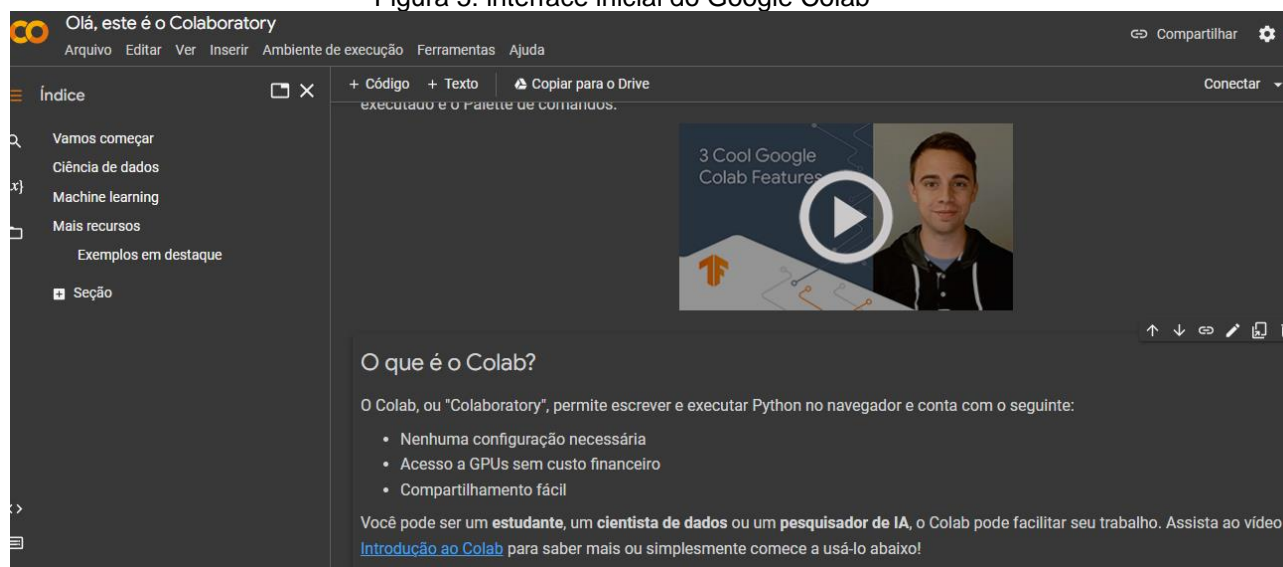 Figura 5: Interface inicial do Google Colab
CO
Olá, este é o Colaboratory
Arquivo Editar Ver Inserir Ambiente de execução Ferramentas Ajuda
Compartilhar
Índice
+ Código + Texto Copiar para o Drive
Conectar
executado é o Palette de comandos.
Vamos começar
Ciência de dados
Machine learning
Mais recursos
Exemplos em destaque
Seção
3 Cool Google
Colab Features
O que é o Colab?
O Colab, ou "Colaboratory", permite escrever e executar Python no navegador e conta com o seguinte:
• Nenhuma configuração necessária
• Acesso a GPUs sem custo financeiro
• Compartilhamento fácil
Você pode ser um estudante, um cientista de dados ou um pesquisador de IA, o Colab pode facilitar seu trabalho. Assista ao vídeo
Introdução ao Colab para saber mais ou simplesmente comece a usá-lo abaixo!